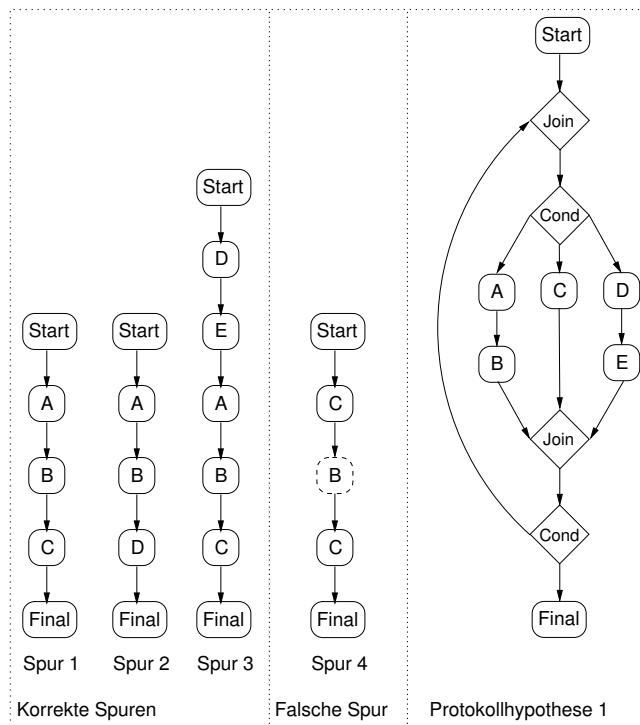 Start
D
E
A
B
C
Final
Start
A
B
C
Final
Spur 1
Start
A
B
D
Final
Spur 2
Spur 3
Korrekte Spuren
Start
C
B
C
Final
Spur 4
Falsche Spur
Start
Join
Cond
A
C
D
B
E
Join
Cond
Final
Protokollhypothese 1